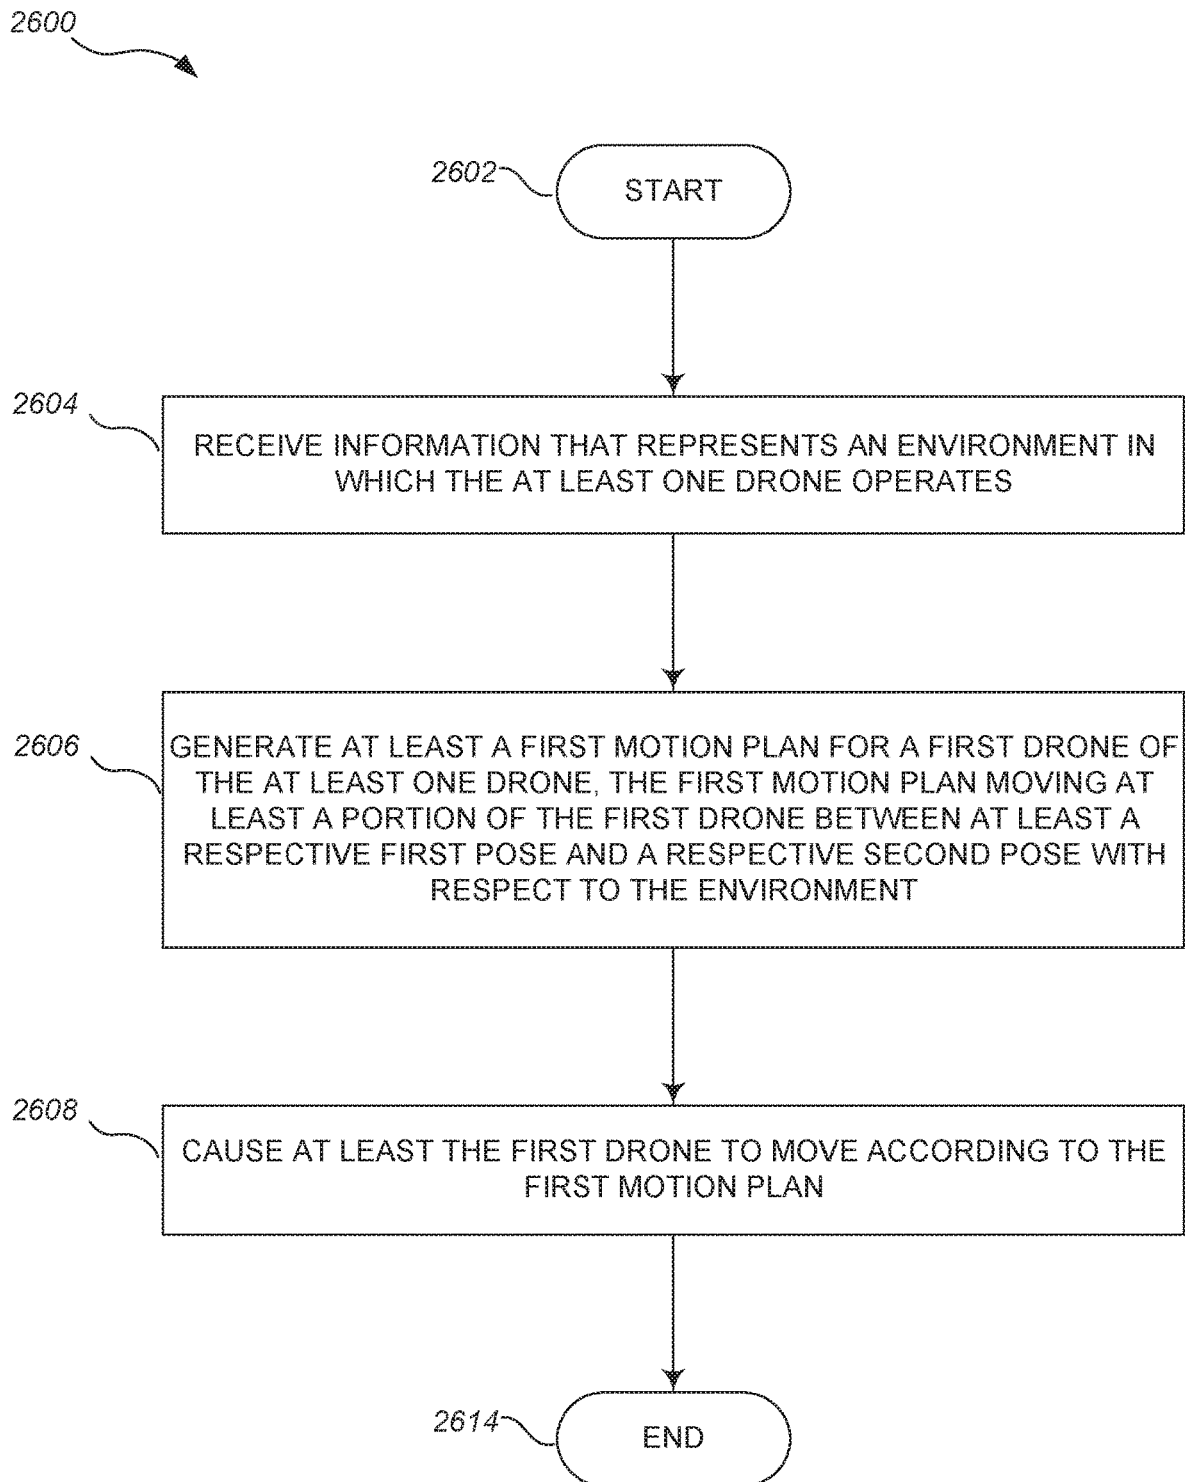 2600
2602
START
2604
RECEIVE INFORMATION THAT REPRESENTS AN ENVIRONMENT IN
WHICH THE AT LEAST ONE DRONE OPERATES
2606
GENERATE AT LEAST A FIRST MOTION PLAN FOR A FIRST DRONE OF
THE AT LEAST ONE DRONE, THE FIRST MOTION PLAN MOVING AT
LEAST A PORTION OF THE FIRST DRONE BETWEEN AT LEAST A
RESPECTIVE FIRST POSE AND A RESPECTIVE SECOND POSE WITH
RESPECT TO THE ENVIRONMENT
2608
CAUSE AT LEAST THE FIRST DRONE TO MOVE ACCORDING TO THE
FIRST MOTION PLAN
2614
END